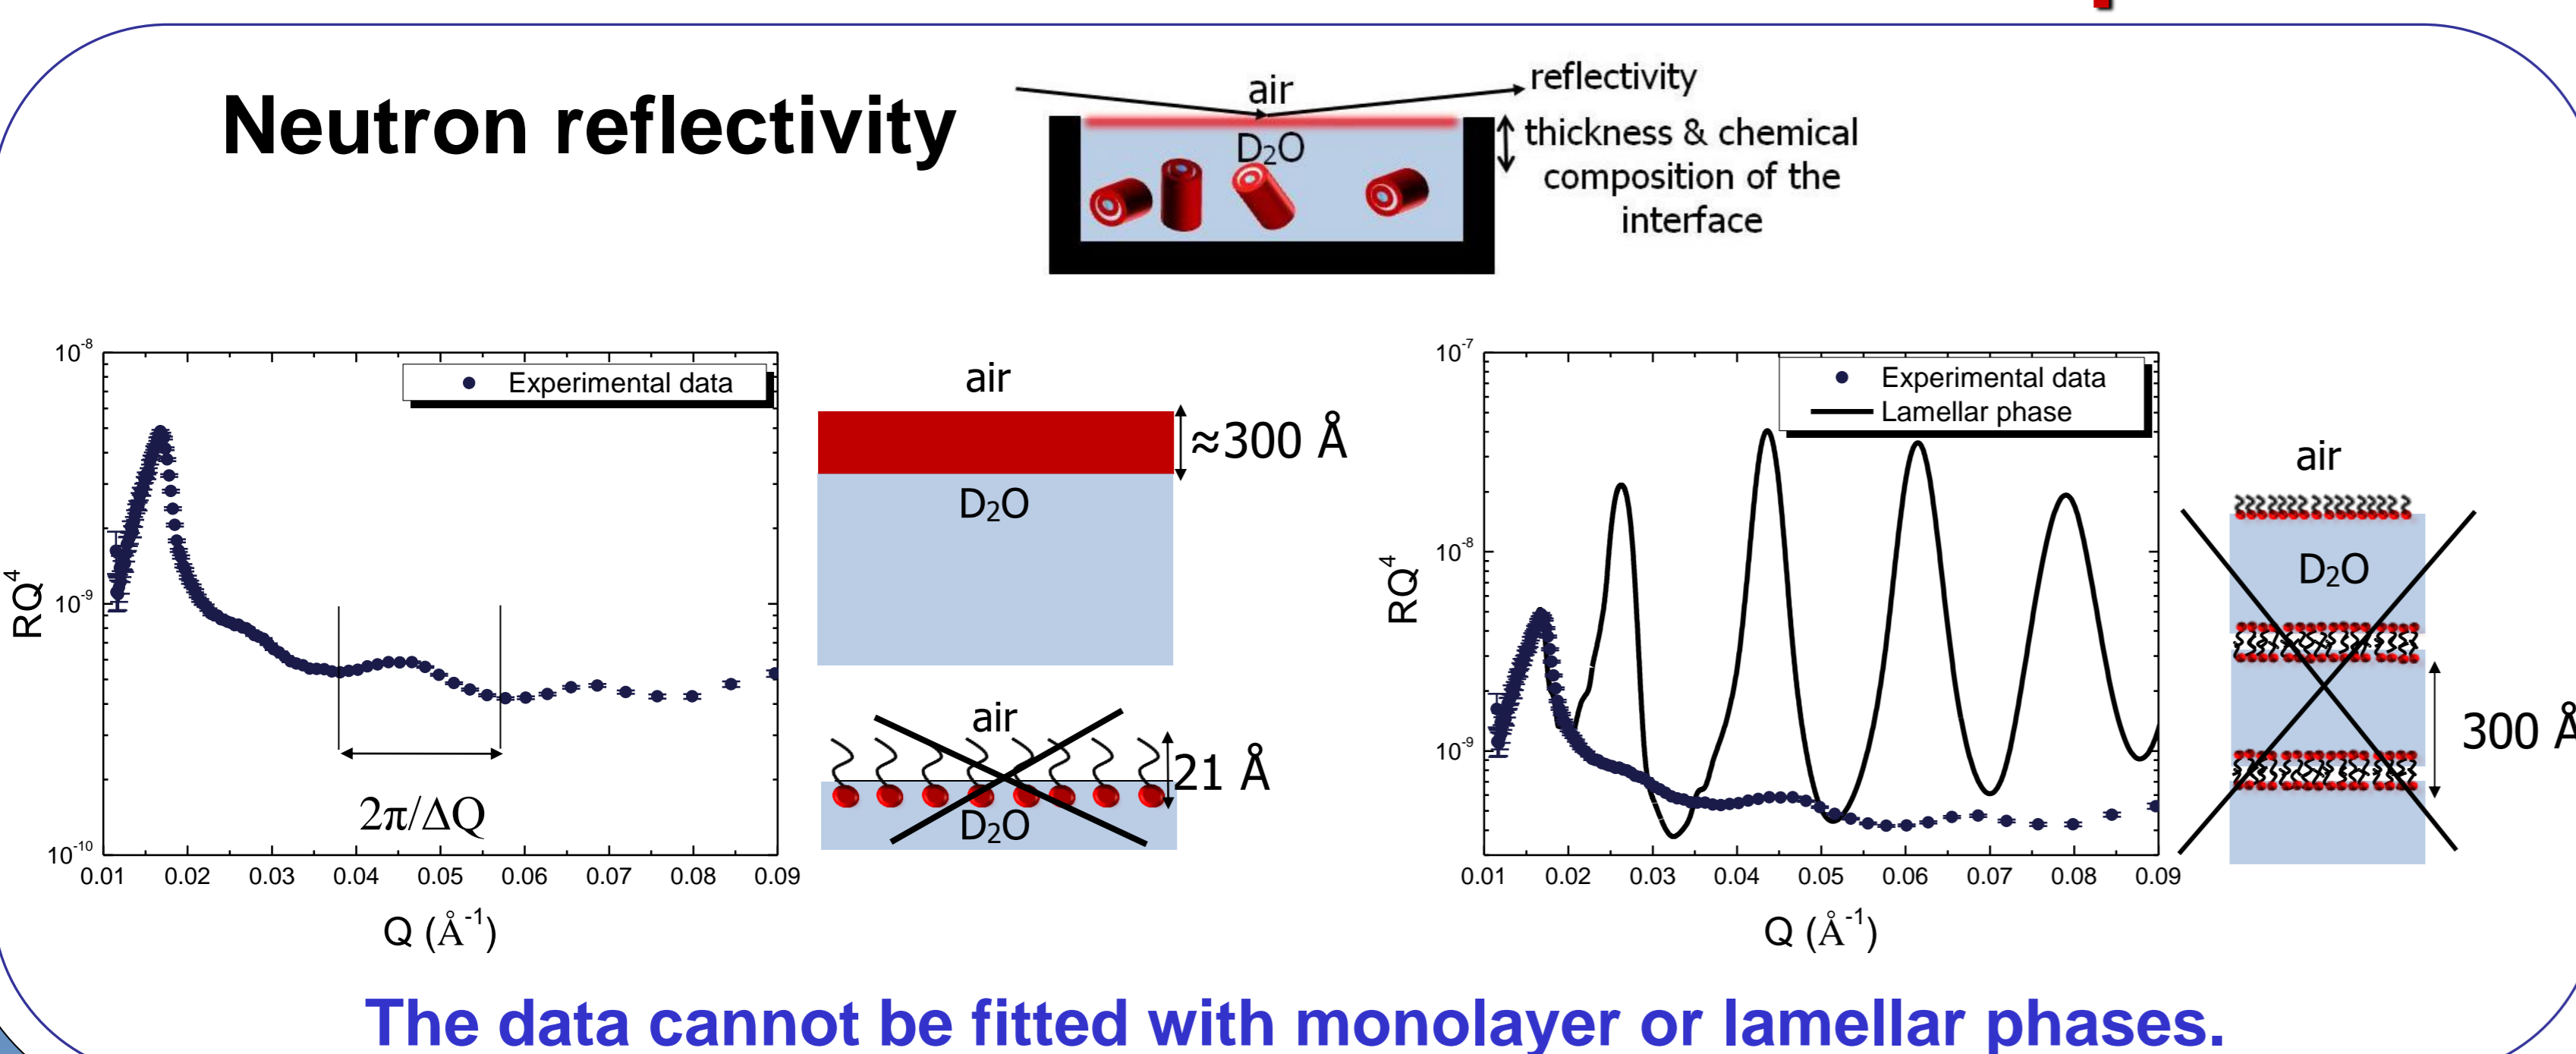 Neutron reflectivity
air
reflectivity
D₂O
thickness & chemical
composition of the
interface
10⁻⁸
10⁻⁹
10⁻¹⁰
RQ⁴
Experimental data
2π/ΔQ
0.01 0.02 0.03 0.04 0.05 0.06 0.07 0.08 0.09
Q (Å⁻¹)
air
≈300 Å
D₂O
air
21 Å
D₂O
10⁻⁷
10⁻⁸
10⁻⁹
RQ⁴
Experimental data
Lamellar phase
0.01 0.02 0.03 0.04 0.05 0.06 0.07 0.08 0.09
Q (Å⁻¹)
air
D₂O
300 Å
The data cannot be fitted with monolayer or lamellar phases.